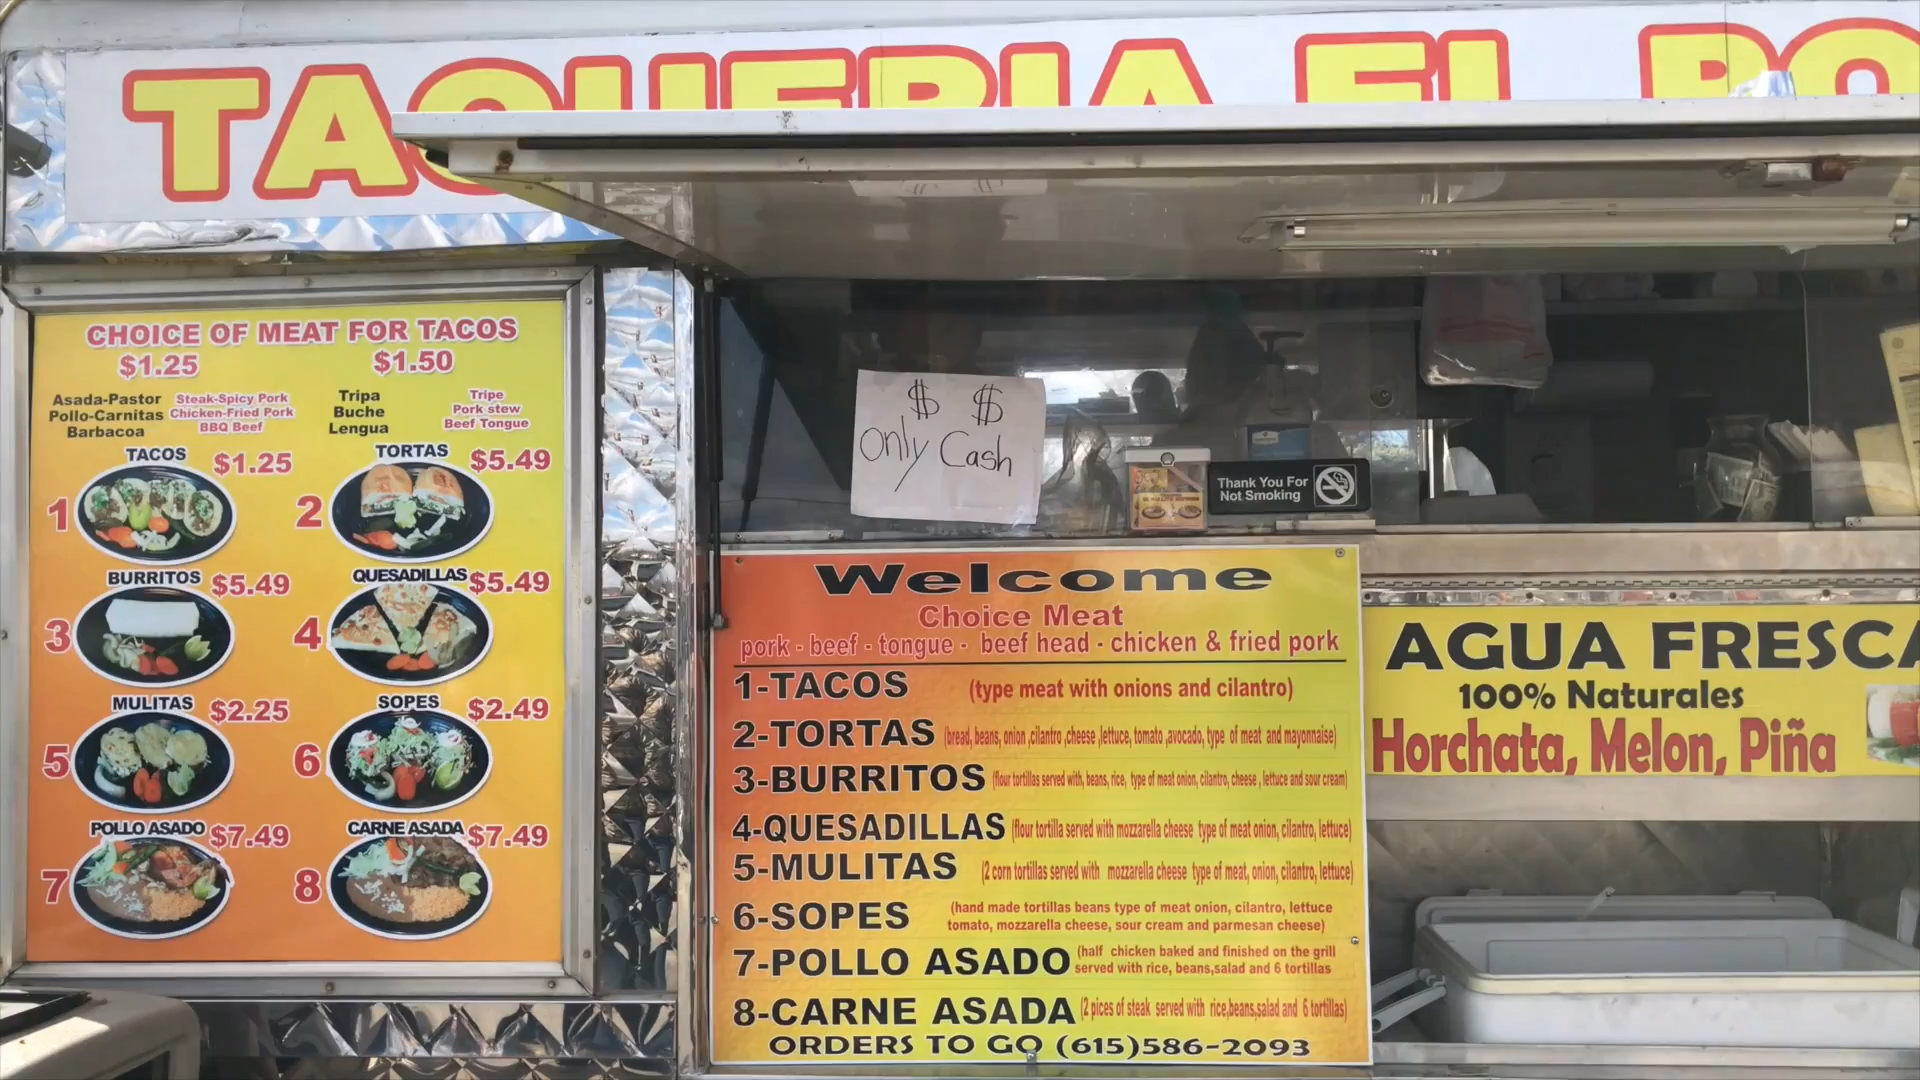 TAQUERIA EL
CHOICE OF MEAT FOR TACOS
$1.25 $1.50
Asada-Pastor Steak-Spicy Pork Tripa Tripe
Pollo-Carnitas Chicken-Fried Pork Buche Pork stew
Barbacoa BBQ Beef Lengua Beef Tongue
TACOS $1.25 TORTAS $5.49
1 2
BURRITOS $5.49 QUESADILLAS $5.49
3 4
MULITAS $2.25 SOPES $2.49
5 6
POLLO ASADO $7.49 CARNE ASADA $7.49
7 8
$ $
Only Cash
Thank You For
Not Smoking
Welcome
Choice Meat
pork - beef - tongue - beef head - chicken & fried pork
1-TACOS (type meat with onions and cilantro)
2-TORTAS (bread, beans, onion ,cilantro ,cheese ,lettuce, tomato ,avocado, type of meat and mayonnaise)
3-BURRITOS (flour tortillas served with, beans, rice, type of meat onion, cilantro, cheese , lettuce and sour cream)
4-QUESADILLAS (flour tortilla served with mozzarella cheese type of meat onion, cilantro, lettuce)
5-MULITAS (2 corn tortillas served with mozzarella cheese type of meat, onion, cilantro, lettuce)
6-SOPES (hand made tortillas beans type of meat onion, cilantro, lettuce
tomato, mozzarella cheese, sour cream and parmesan cheese)
7-POLLO ASADO (half chicken baked and finished on the grill
served with rice, beans,salad and 6 tortillas
8-CARNE ASADA (2 pices of steak served with rice,beans,salad and 6 tortillas)
ORDERS TO GO (615)586-2093
AGUA FRESCA
100% Naturales
Horchata, Melon, Piña